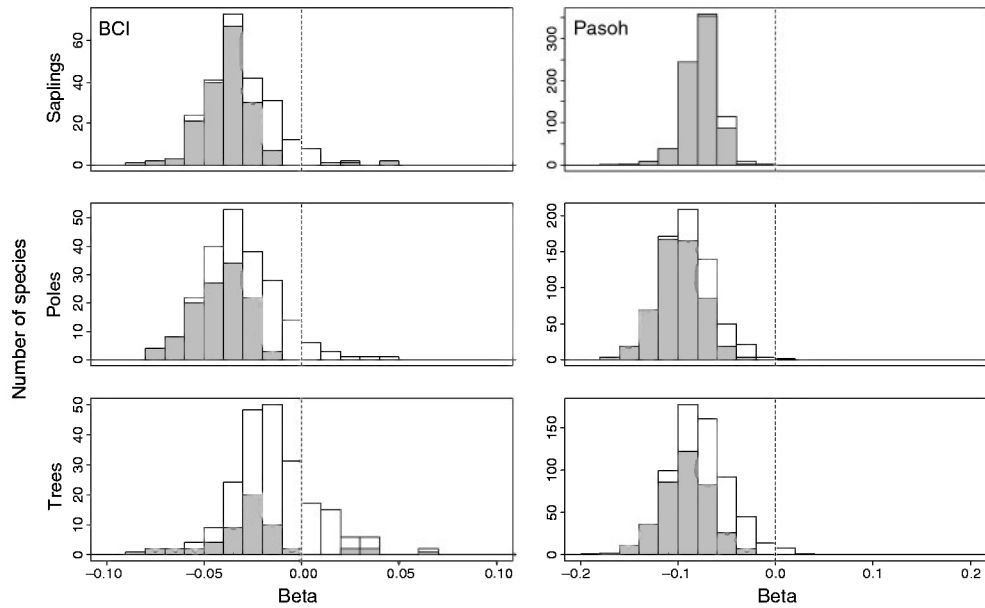 BCI
Pasoh
Number of species
Saplings
0 20 40 60
0 100 200 300
Poles
0 10 20 30 40 50
0 50 100 150 200
Trees
0 10 20 30 40 50
0 50 100 150
−0.10 −0.05 0.00 0.05 0.10
−0.2 −0.1 0.0 0.1 0.2
Beta
Beta